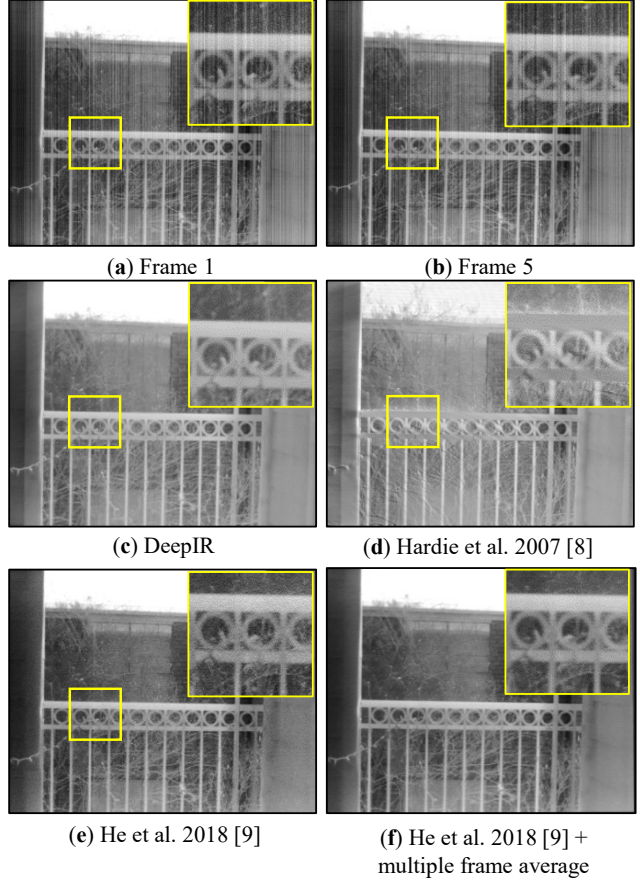 (a) Frame 1
(b) Frame 5
(c) DeepIR
(d) Hardie et al. 2007 [8]
(e) He et al. 2018 [9]
(f) He et al. 2018 [9] +
multiple frame average